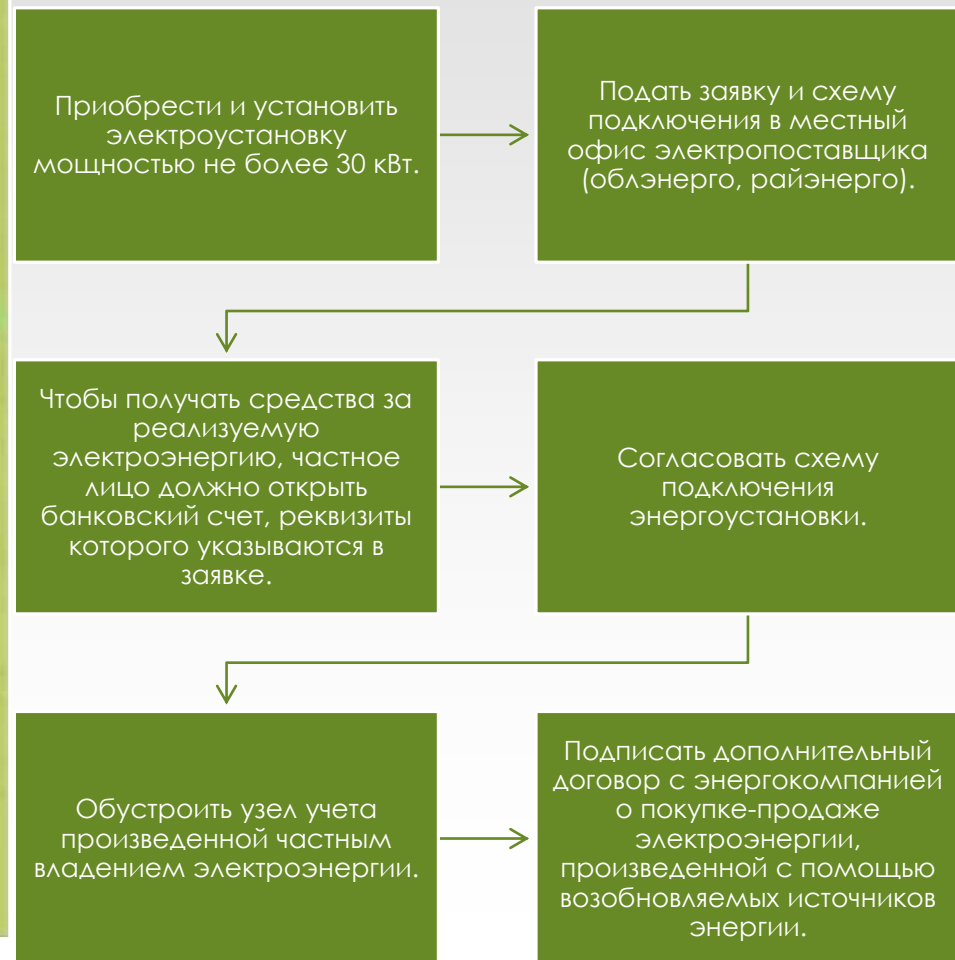 Приобрести и установить
электроустановку
мощностью не более 30 кВт.
Подать заявку и схему
подключения в местный
офис электропоставщика
(облэнерго, райэнерго).
Чтобы получать средства за
реализуемую
электроэнергию, частное
лицо должно открыть
банковский счет, реквизиты
которого указываются в
заявке.
Согласовать схему
подключения
энергоустановки.
Обустроить узел учета
произведенной частным
владением электроэнергии.
Подписать дополнительный
договор с энергокомпанией
о покупке-продаже
электроэнергии,
произведенной с помощью
возобновляемых источников
энергии.